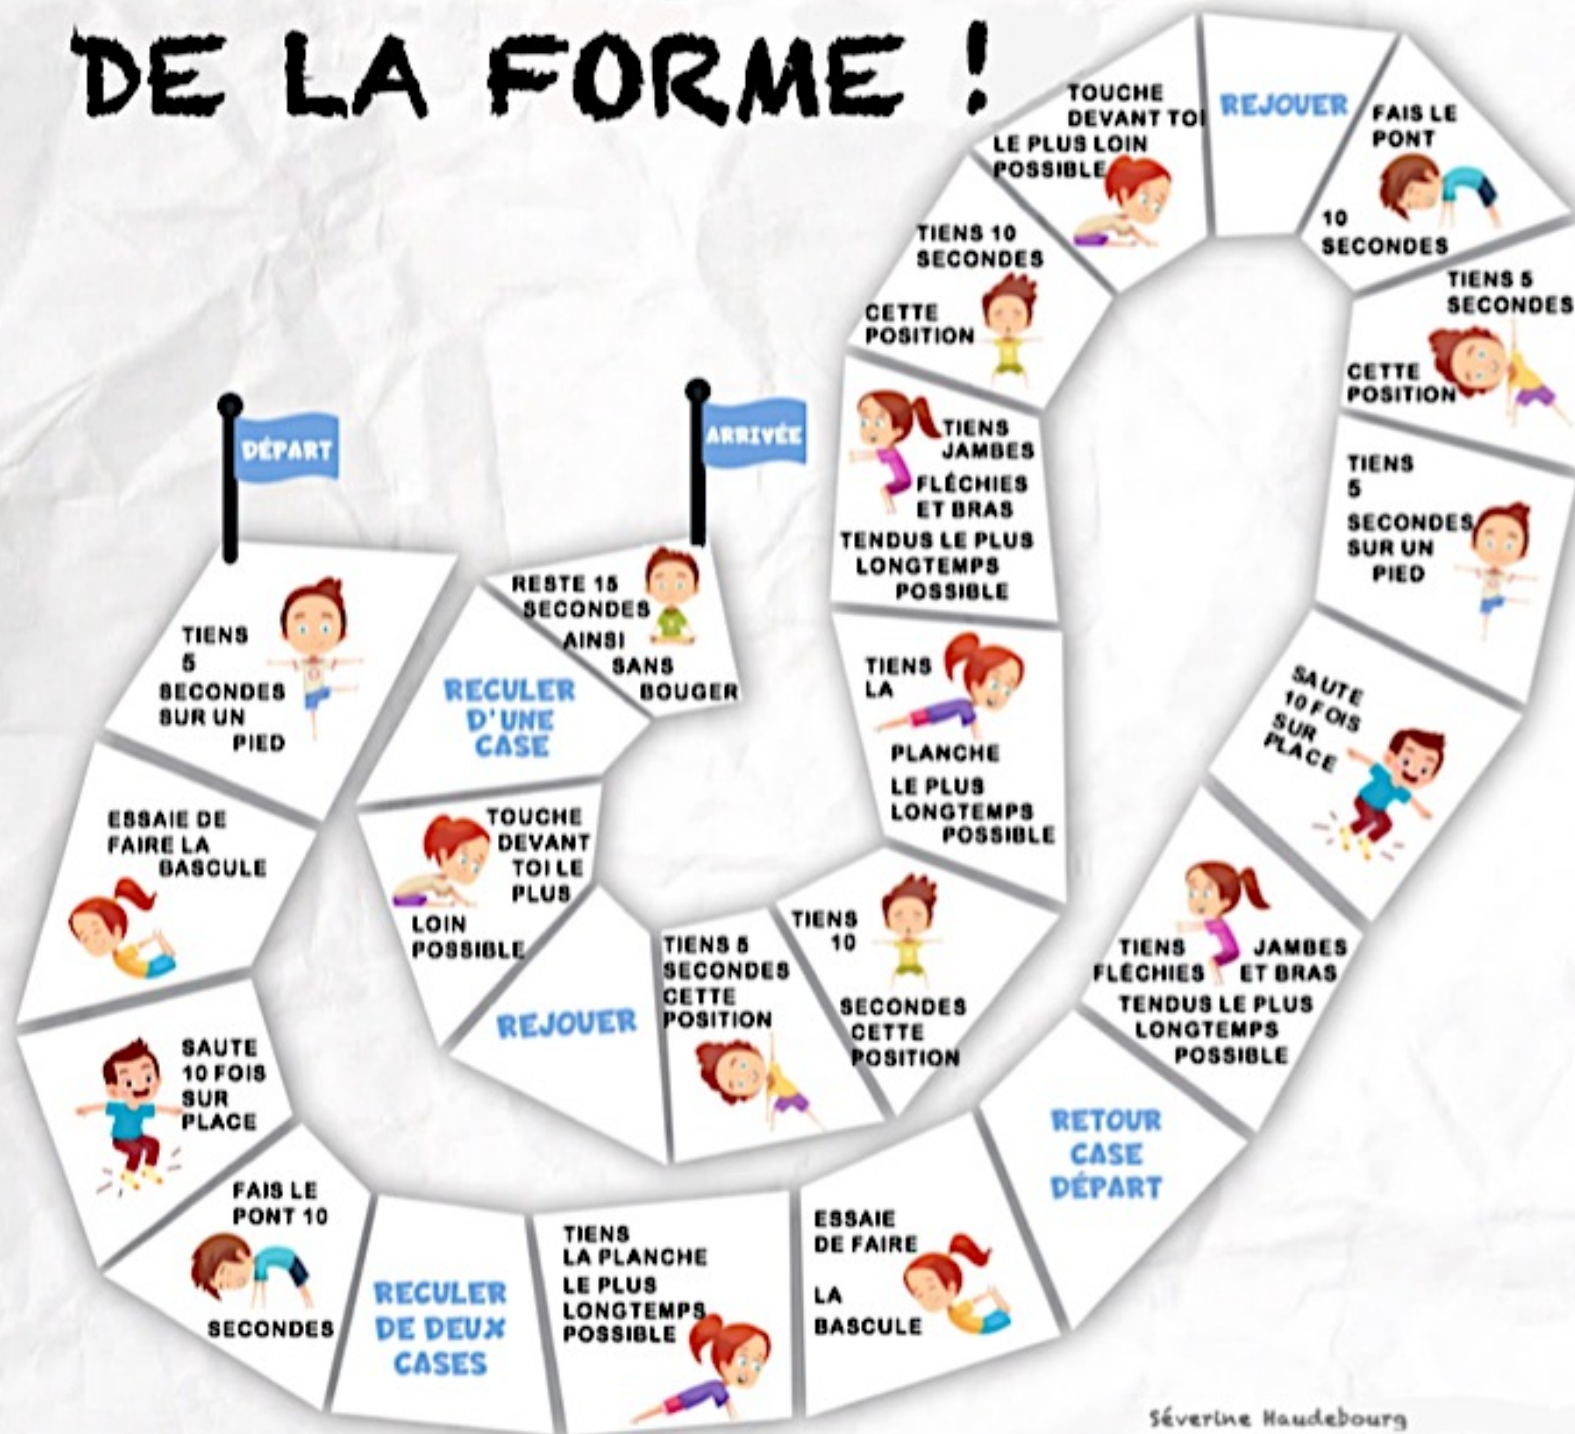 DE LA FORME !
DÉPART
TIENS
5
SECONDES
SUR UN
PIED
ESSAIE DE
FAIRE LA
BASCULE
SAUTE
10 FOIS
SUR
PLACE
FAIS LE
PONT 10
SECONDES
RECULER
DE DEUX
CASES
TIENS
LA PLANCHE
LE PLUS
LONGTEMPS
POSSIBLE
ESSAIE
DE FAIRE
LA
BASCULE
RETOUR
CASE
DÉPART
TIENS JAMBES
FLÉCHIES ET BRAS
TENDUS LE PLUS
LONGTEMPS
POSSIBLE
SAUTE
10 FOIS
SUR
PLACE
TIENS
5
SECONDES
SUR UN
PIED
TIENS 5
SECONDES
CETTE
POSITION
FAIS LE
PONT
10
SECONDES
REJOUER
TOUCHE
DEVANT TOI
LE PLUS LOIN
POSSIBLE
TIENS 10
SECONDES
CETTE
POSITION
TIENS
JAMBES
FLÉCHIES
ET BRAS
TENDUS LE PLUS
LONGTEMPS
POSSIBLE
TIENS
LA
PLANCHE
LE PLUS
LONGTEMPS
POSSIBLE
TIENS
10
SECONDES
CETTE
POSITION
TIENS 5
SECONDES
CETTE
POSITION
REJOUER
TOUCHE
DEVANT
TOI LE
PLUS
LOIN
POSSIBLE
RECULER
D'UNE
CASE
RESTE 15
SECONDES
AINSI
SANS
BOUGER
ARRIVÉE
Séverine Haudebourg